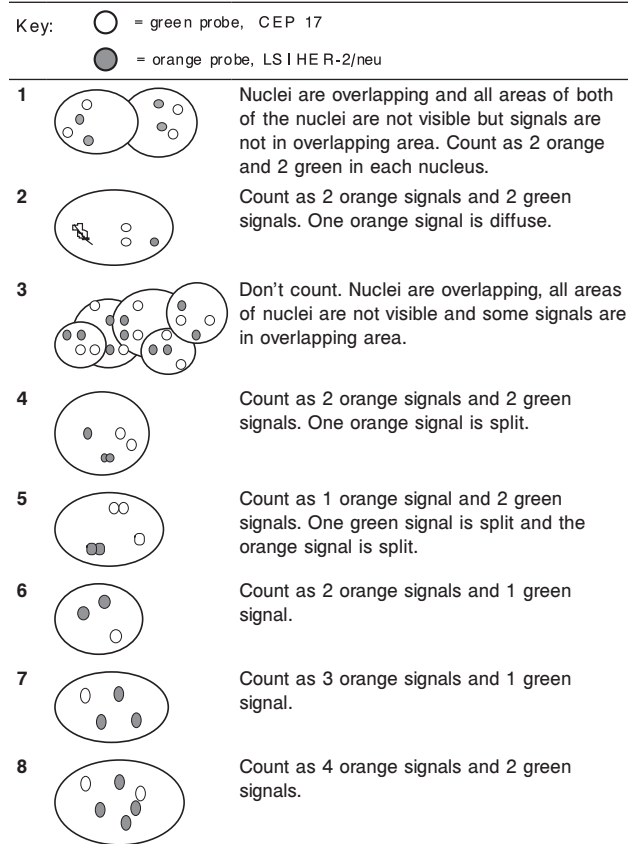 Key:
= green probe, CEP 17
= orange probe, LSI HER-2/neu
1
Nuclei are overlapping and all areas of both
of the nuclei are not visible but signals are
not in overlapping area. Count as 2 orange
and 2 green in each nucleus.
2
Count as 2 orange signals and 2 green
signals. One orange signal is diffuse.
3
Don't count. Nuclei are overlapping, all areas
of nuclei are not visible and some signals are
in overlapping area.
4
Count as 2 orange signals and 2 green
signals. One orange signal is split.
5
Count as 1 orange signal and 2 green
signals. One green signal is split and the
orange signal is split.
6
Count as 2 orange signals and 1 green
signal.
7
Count as 3 orange signals and 1 green
signal.
8
Count as 4 orange signals and 2 green
signals.